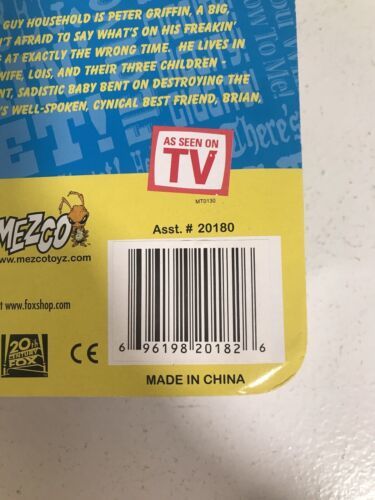 GUY HOUSEHOLD IS PETER GRIFFIN, A BIG,
N'T AFRAID TO SAY WHAT'S ON HIS FREAKIN'
S AT EXACTLY THE WRONG TIME. HE LIVES IN
WIFE, LOIS, AND THEIR THREE CHILDREN -
NT, SADISTIC BABY BENT ON DESTROYING THE
'S WELL-SPOKEN, CYNICAL BEST FRIEND, BRIAN,
There's
AS SEEN ON
TV
MT0130
Asst. # 20180
MEZCO
www.mezcotoyz.com
it www.foxshop.com
20th
CENTURY
FOX
CE
6 96198 20182 6
MADE IN CHINA